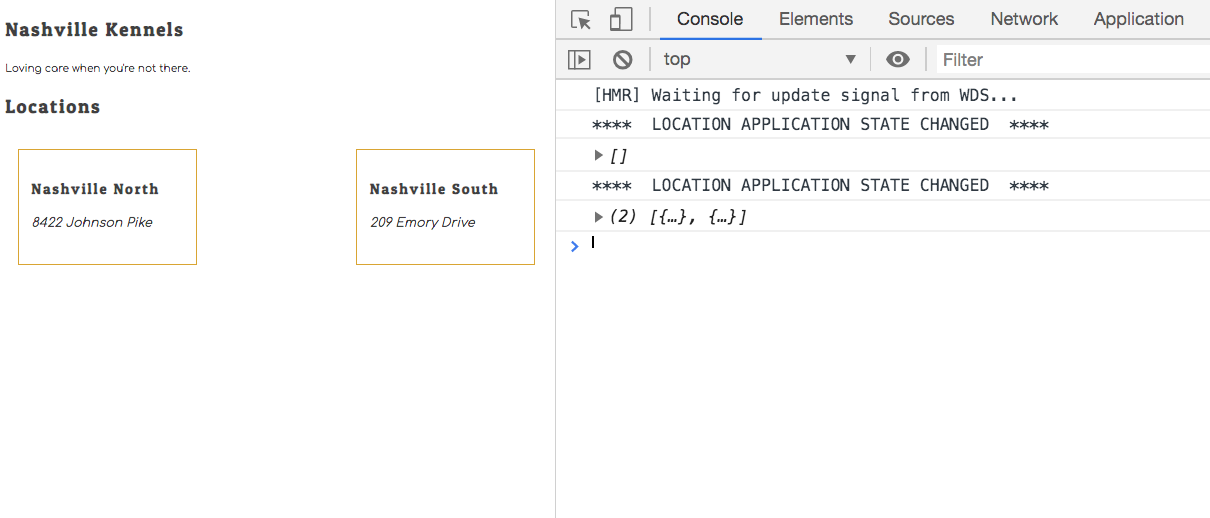 Nashville Kennels
Loving care when you're not there.
Locations
Nashville North
8422 Johnson Pike
Nashville South
209 Emory Drive
Console Elements Sources Network Application
top Filter
[HMR] Waiting for update signal from WDS...
**** LOCATION APPLICATION STATE CHANGED ****
[]
**** LOCATION APPLICATION STATE CHANGED ****
(2) [{…}, {…}]